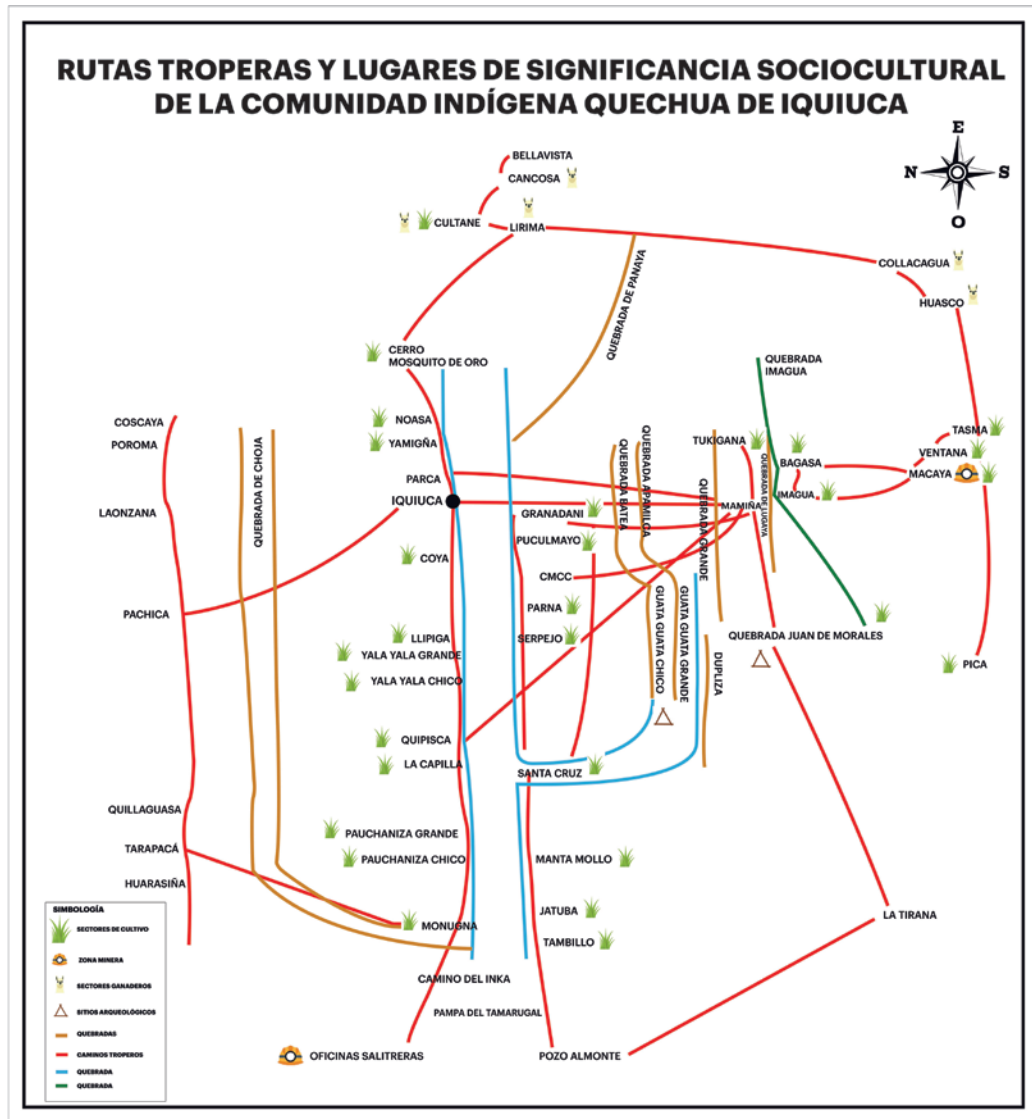 RUTAS TROPERAS Y LUGARES DE SIGNIFICANCIA SOCIOCULTURAL
DE LA COMUNIDAD INDÍGENA QUECHUA DE IQUIUCA
E
N
S
O
BELLAVISTA
CANCOSA
CULTANE
LIRIMA
COLLACAGUA
HUASCO
QUEBRADA DE PANAYA
CERRO
MOSQUITO DE ORO
QUEBRADA
IMAGUA
COSCAYA
POROMA
NOASA
YAMIGÑA
TUKIGANA
TASMA
VENTANA
BAGASA
MACAYA
PARCA
IQUIUCA
IMAGUA
MAMIÑA
QUEBRADA DE CHOJA
QUEBRADA BATEA
QUEBRADA APAMILCA
QUEBRADA GRANDE
QUEBRADA DE LUGAYA
LAONZANA
GRANADANI
PUCULMAYO
COYA
CMCC
PACHICA
PARNA
LLIPIGA
SERPEJO
QUEBRADA JUAN DE MORALES
YALA YALA GRANDE
YALA YALA CHICO
GUATA GUATA CHICO
GUATA GUATA GRANDE
DUPLIZA
PICA
QUIPISCA
LA CAPILLA
SANTA CRUZ
QUILLAGUASA
PAUCHANIZA GRANDE
TARAPACÁ
PAUCHANIZA CHICO
MANTA MOLLO
HUARASIÑA
JATUBA
LA TIRANA
MONUGNA
TAMBILLO
CAMINO DEL INKA
PAMPA DEL TAMARUGAL
OFICINAS SALITRERAS
POZO ALMONTE
SIMBOLOGÍA
SECTORES DE CULTIVO
ZONA MINERA
SECTORES GANADEROS
SITIOS ARQUEOLÓGICOS
QUEBRADAS
CAMINOS TROPEROS
QUEBRADA
QUEBRADA